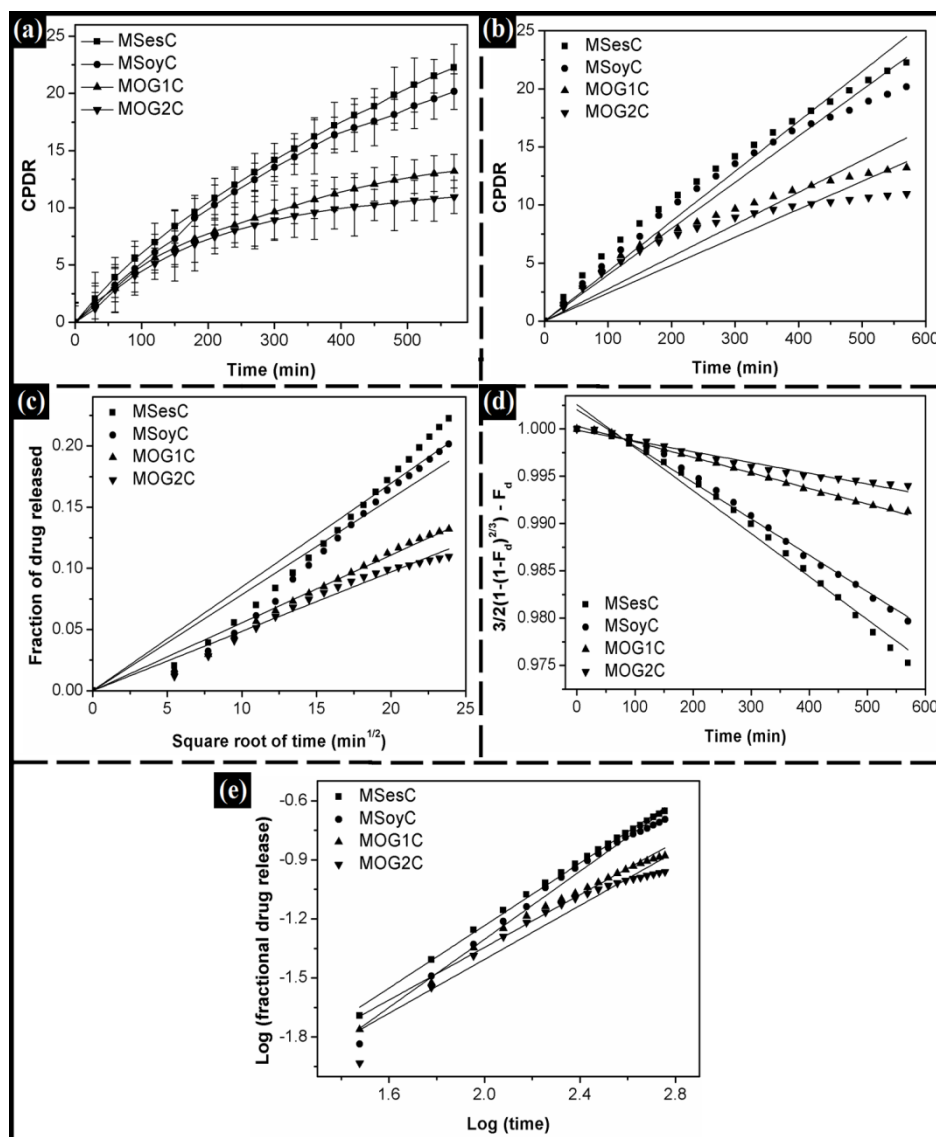 (a)
MSesC
MSoyC
MOG1C
MOG2C
CPDR
25
20
15
10
5
0
0 100 200 300 400 500
Time (min)
(b)
MSesC
MSoyC
MOG1C
MOG2C
CPDR
25
20
15
10
5
0
0 100 200 300 400 500 600
Time (min)
(c)
MSesC
MSoyC
MOG1C
MOG2C
Fraction of drug released
0.20
0.15
0.10
0.05
0.00
0 5 10 15 20 25
Square root of time (min^1/2)
(d)
3/2(1-(1-F_d)^2/3) - F_d
1.000
0.995
0.990
0.985
0.980
0.975
MSesC
MSoyC
MOG1C
MOG2C
0 100 200 300 400 500 600
Time (min)
(e)
MSesC
MSoyC
MOG1C
MOG2C
Log (fractional drug release)
-0.6
-0.9
-1.2
-1.5
-1.8
1.6 2.0 2.4 2.8
Log (time)